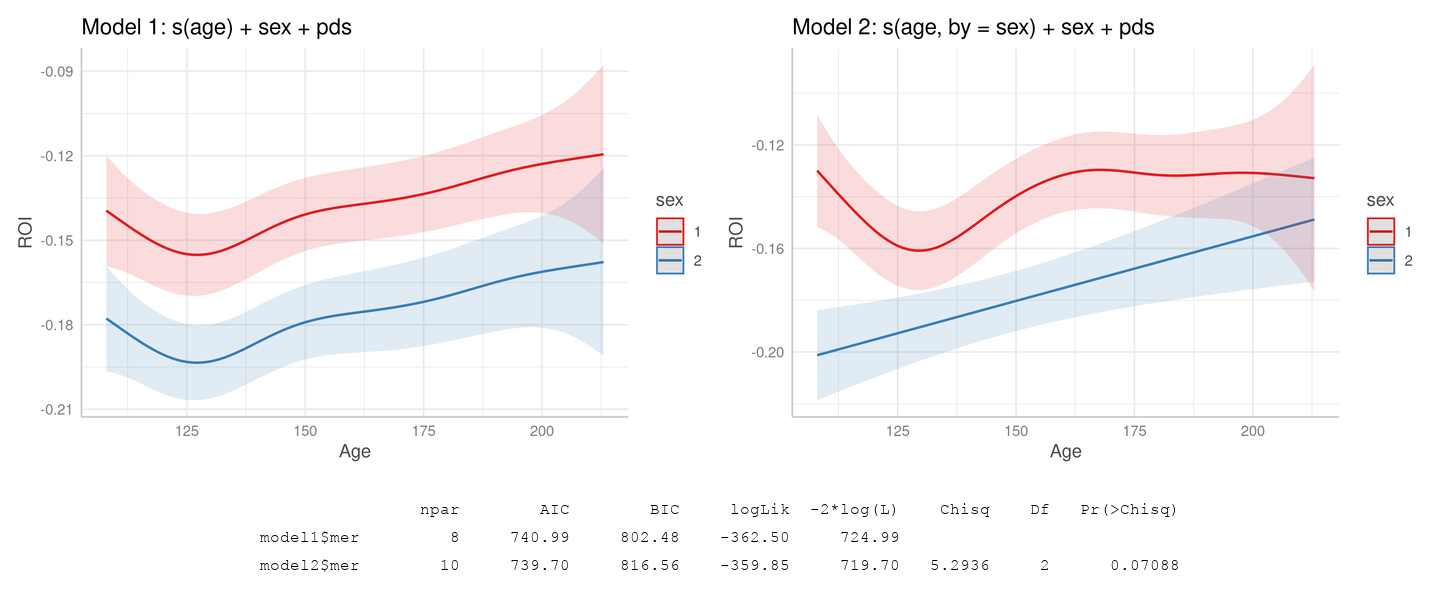 Model 1: s(age) + sex + pds
-0.09
-0.12
-0.15
-0.18
-0.21
ROI
125 150 175 200
Age
sex
1
2
Model 2: s(age, by = sex) + sex + pds
-0.12
-0.16
-0.20
ROI
125 150 175 200
Age
sex
1
2
npar AIC BIC logLik -2*log(L) Chisq Df Pr(>Chisq)
model1$mer 8 740.99 802.48 -362.50 724.99
model2$mer 10 739.70 816.56 -359.85 719.70 5.2936 2 0.07088